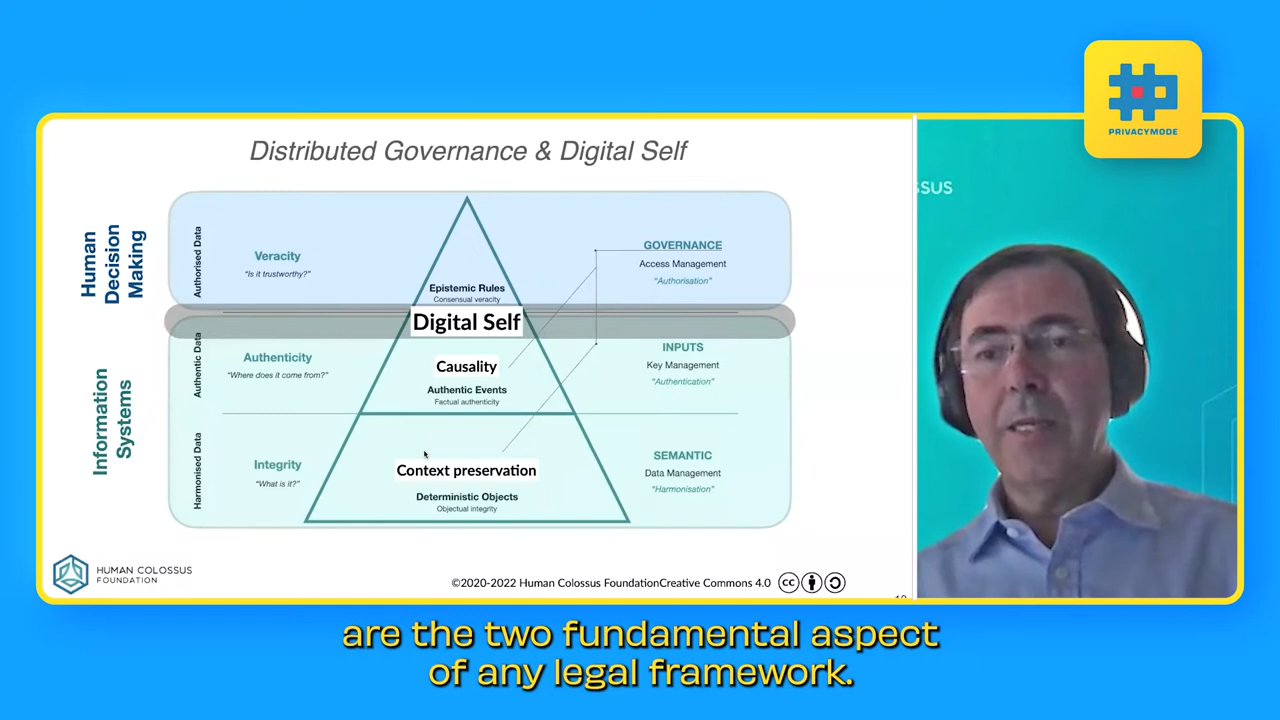 PRIVACYMODE
SUS
Distributed Governance & Digital Self
Human
Decision
Making
Authorised Data
Veracity
"Is it trustworthy?"
Epistemic Rules
Consensual veracity
GOVERNANCE
Access Management
"Authorisation"
Digital Self
Information
Systems
Authentic Data
Authenticity
"Where does it come from?"
Causality
Authentic Events
Factual authenticity
INPUTS
Key Management
"Authentication"
Harmonised Data
Integrity
"What is it?"
Context preservation
Deterministic Objects
Objectual integrity
SEMANTIC
Data Management
"Harmonisation"
HUMAN COLOSSUS
FOUNDATION
©2020-2022 Human Colossus FoundationCreative Commons 4.0
cc
are the two fundamental aspect
of any legal framework.